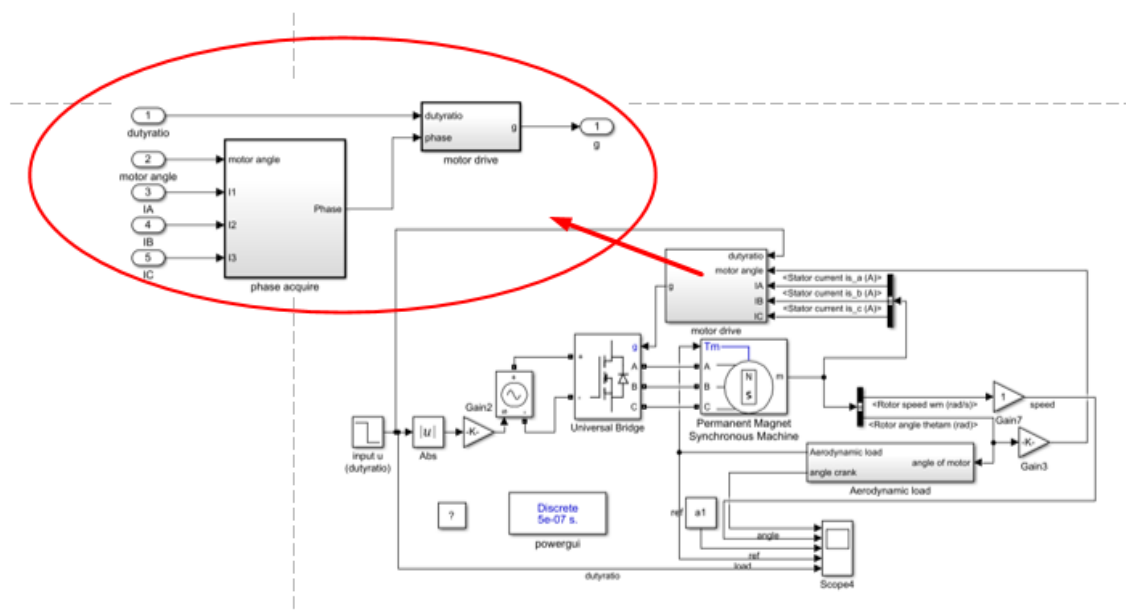 1
dutyratio
2
motor angle
3
IA
4
IB
5
IC
motor angle
I1
I2
I3
Phase
phase acquire
dutyratio
phase
g
motor drive
1
g
dutyratio
motor angle
IA
IB
IC
g
motor drive
<Stator current is_a (A)>
<Stator current is_b (A)>
<Stator current is_c (A)>
g
A
B
C
+
-
Universal Bridge
Tm
A
B
C
N
S
m
Permanent Magnet
Synchronous Machine
input u
(dutyratio)
|u|
Abs
Gain2
-K-
+
s
-
<Rotor speed wm (rad/s)>
<Rotor angle thetam (rad)>
1
Gain7
speed
-K-
Gain3
Aerodynamic load
angle crank
angle of motor
Aerodynamic load
?
Discrete
5e-07 s.
powergui
ref
a1
angle
ref
load
dutyratio
Scope4